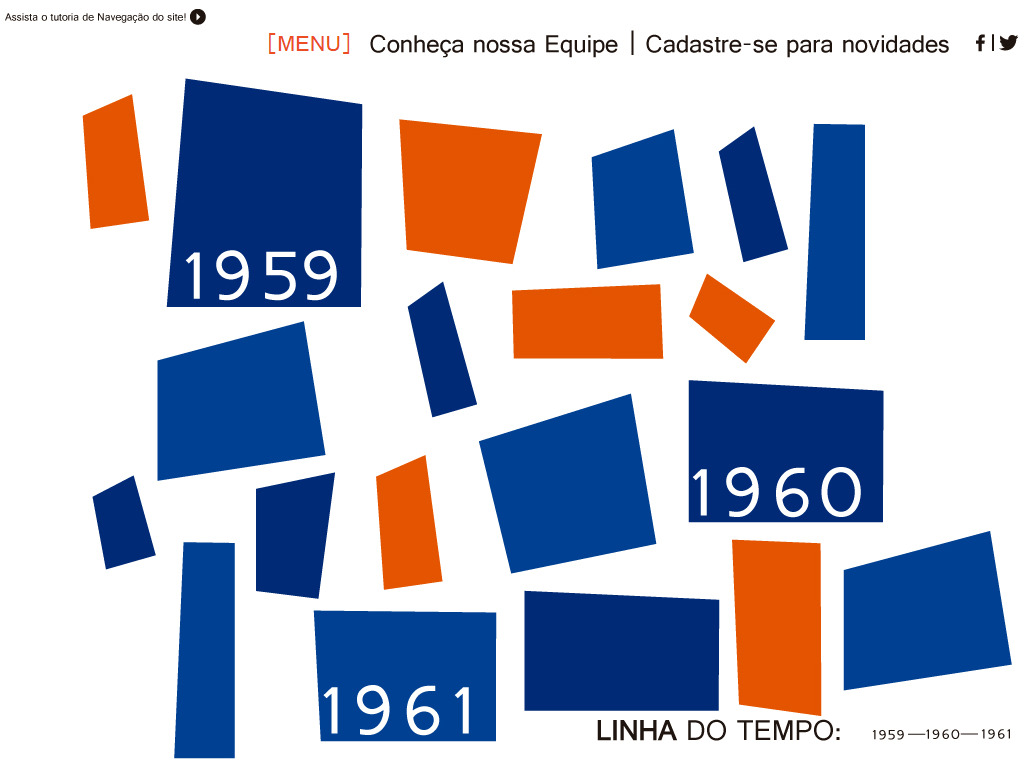 Assista o tutoria de Navegação do site!
[MENU] Conheça nossa Equipe | Cadastre-se para novidades f | 
1959
1960
1961
LINHA DO TEMPO: 1959—1960—1961